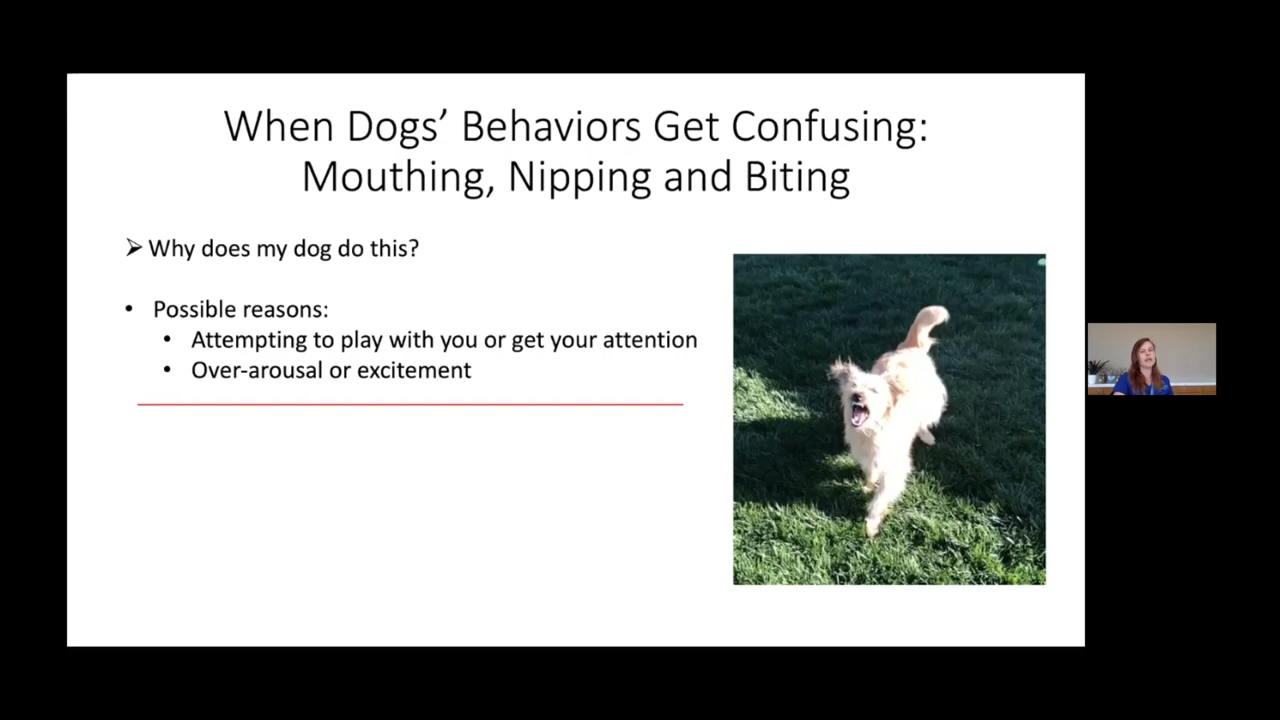 When Dogs’ Behaviors Get Confusing:
Mouthing, Nipping and Biting
➢ Why does my dog do this?
• Possible reasons:
• Attempting to play with you or get your attention
• Over-arousal or excitement